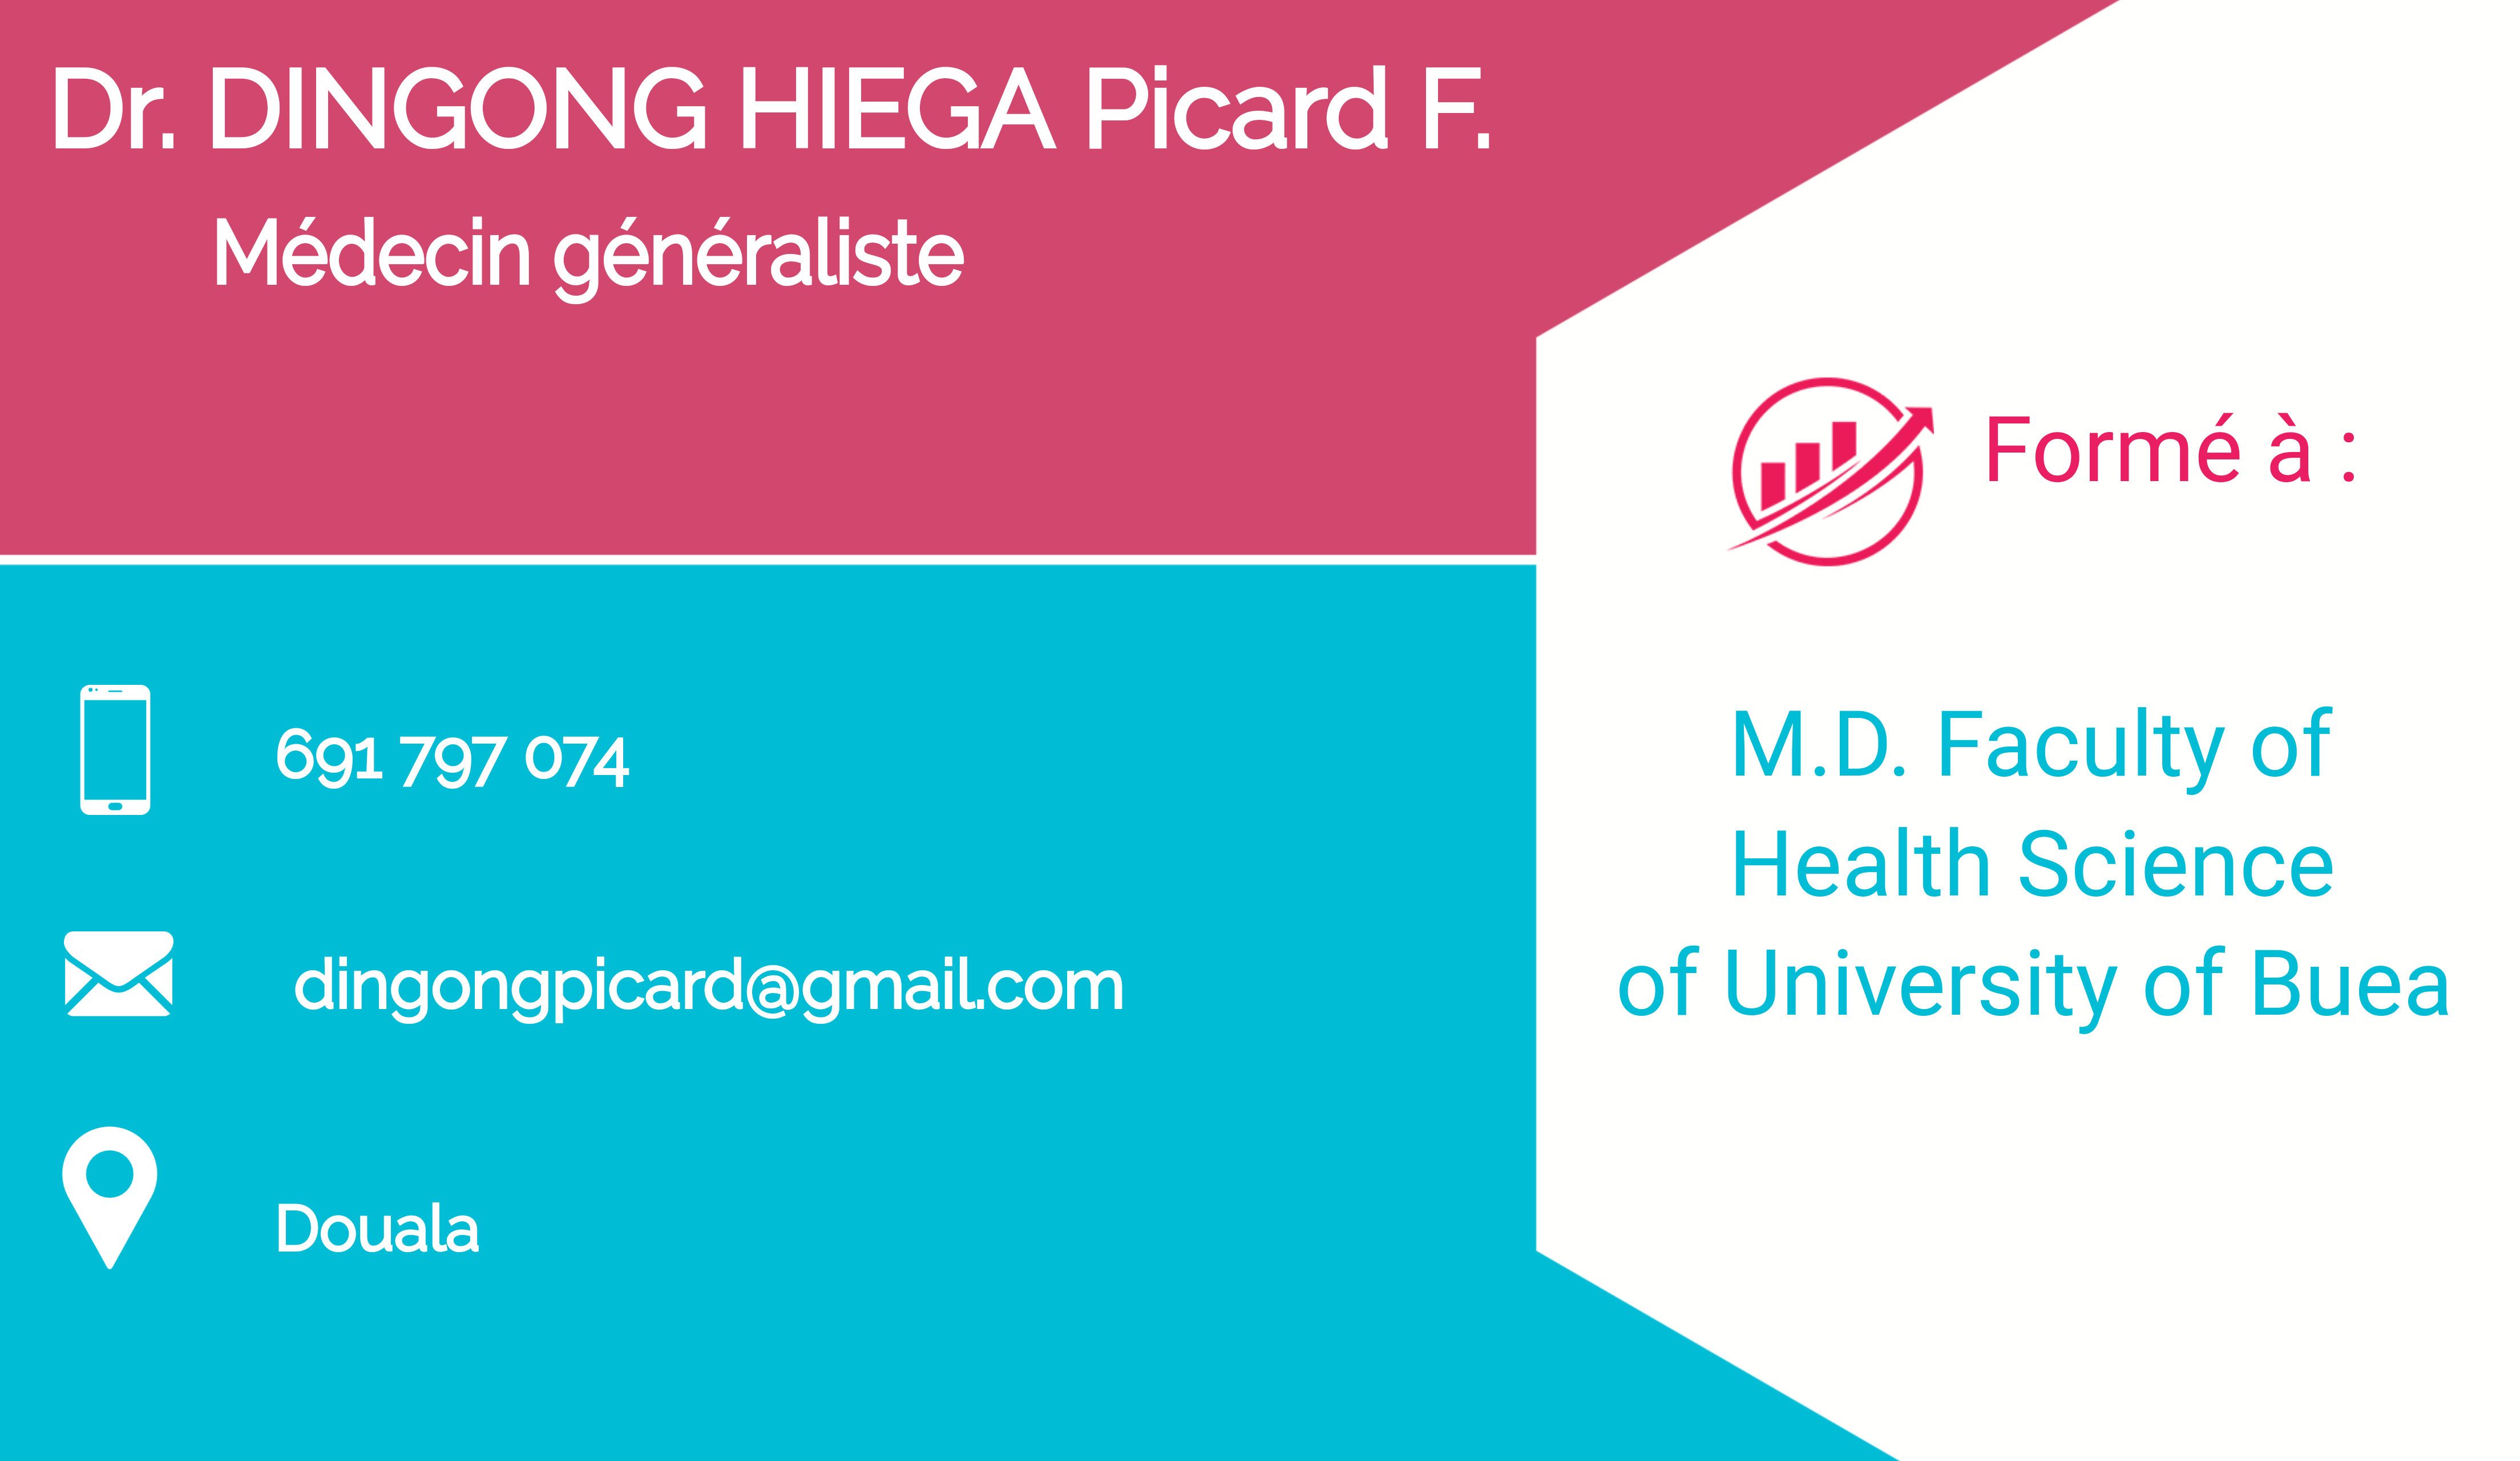 Dr. DINGONG HIEGA Picard F.
Médecin généraliste
691 797 074
dingongpicard@gmail.com
Douala
Formé à :
M.D. Faculty of
Health Science
of University of Buea